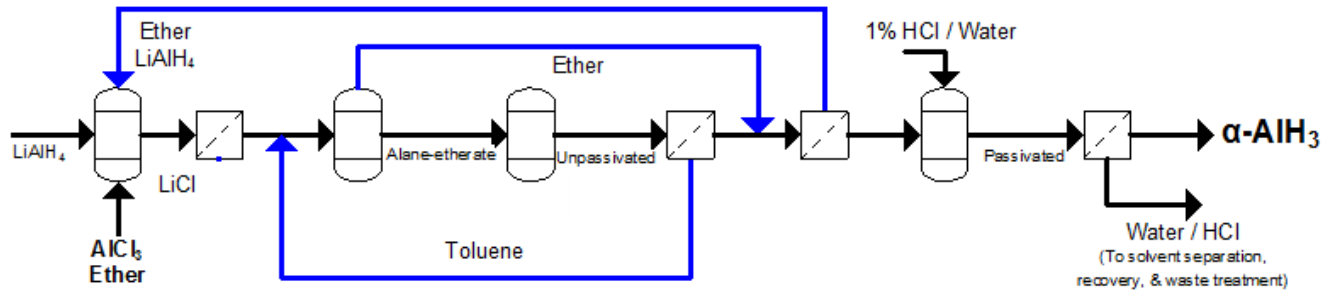 Ether
LiAlH₄
Ether
1% HCl / Water
LiAlH₄
LiCl
Alane-etherate
Unpassivated
Passivated
α-AlH₃
AlCl₃
Ether
Toluene
Water / HCl
(To solvent separation,
recovery, & waste treatment)